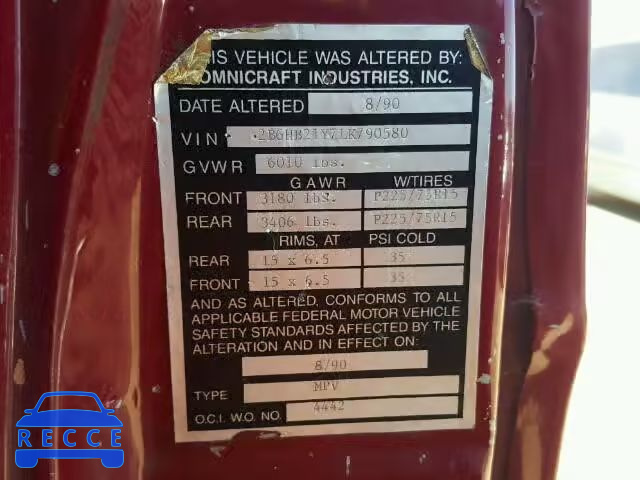 THIS VEHICLE WAS ALTERED BY:
OMNICRAFT INDUSTRIES, INC.
DATE ALTERED 8/90
VIN 2B6HB21Y7LK790580
GVWR 6010 lbs.
GAWR W/TIRES
FRONT 3180 lbs. P225/75R15
REAR 3406 lbs. P225/75R15
RIMS, AT PSI COLD
REAR 15 x 6.5 35
FRONT 15 x 6.5 35
AND AS ALTERED, CONFORMS TO ALL
APPLICABLE FEDERAL MOTOR VEHICLE
SAFETY STANDARDS AFFECTED BY THE
ALTERATION AND IN EFFECT ON:
8/90
TYPE MPV
O.C.I. W.O. NO. 4442
RECCE